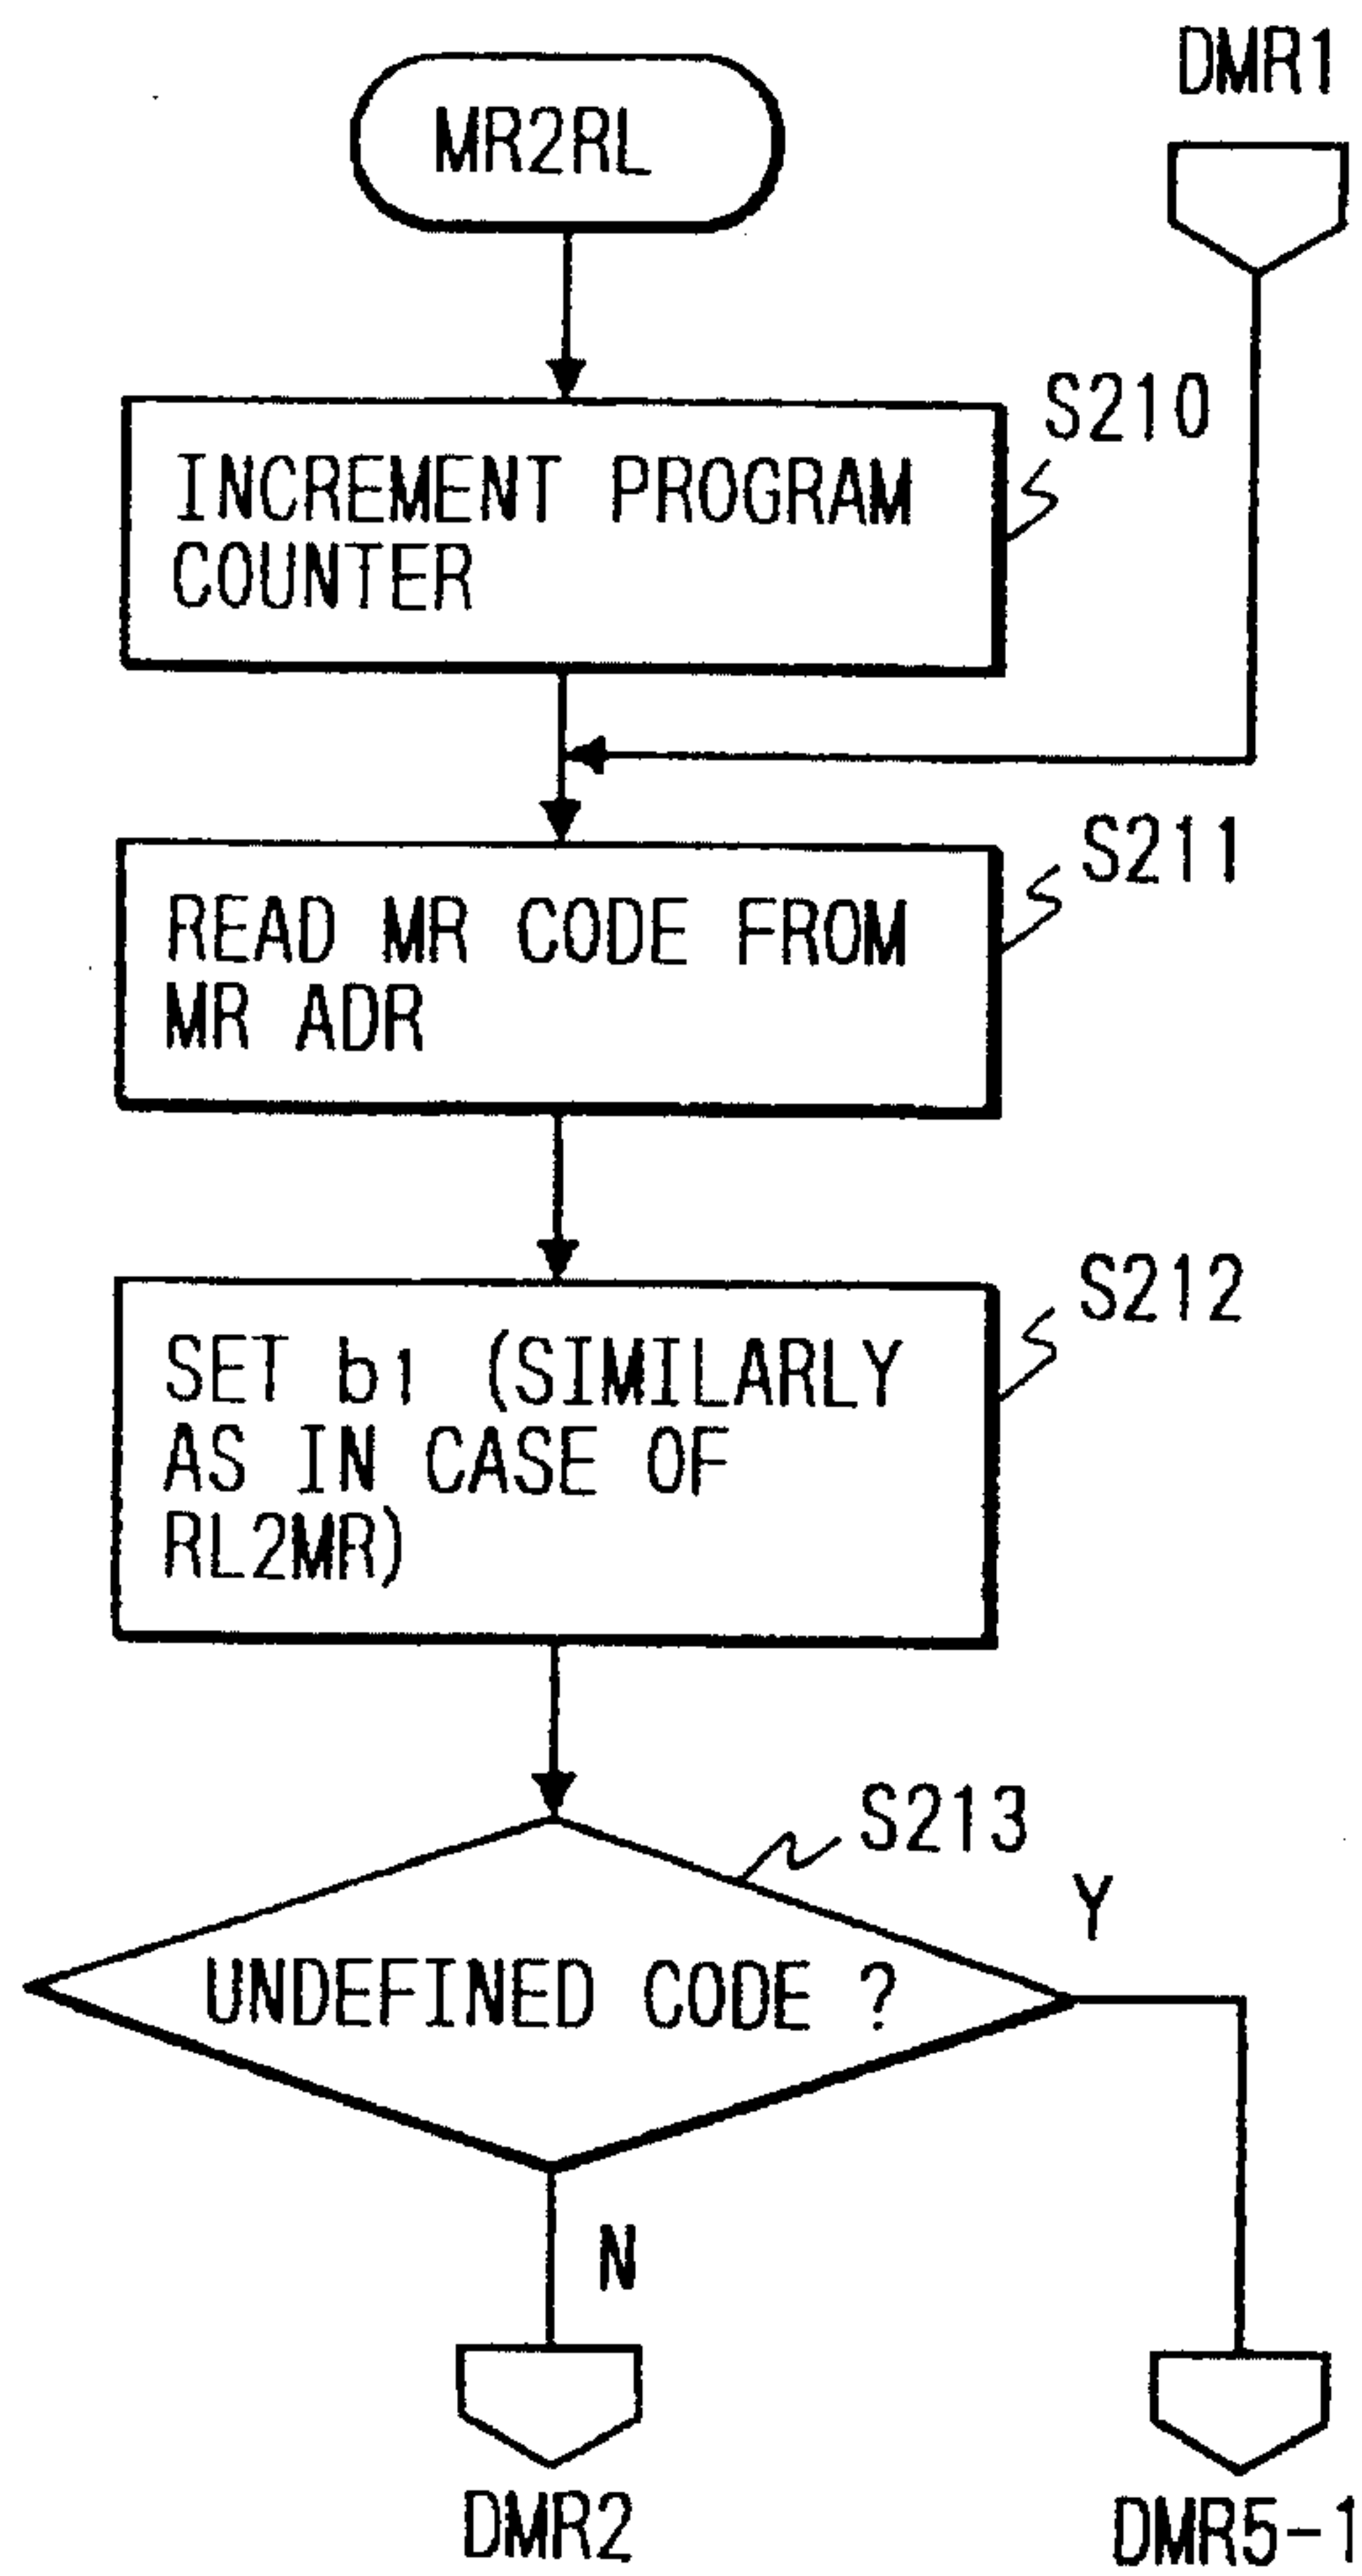 DMR1
MR2RL
S210
INCREMENT PROGRAM
COUNTER
S211
READ MR CODE FROM
MR ADR
S212
SET b1 (SIMILARLY
AS IN CASE OF
RL2MR)
S213
Y
UNDEFINED CODE ?
N
DMR2
DMR5-1